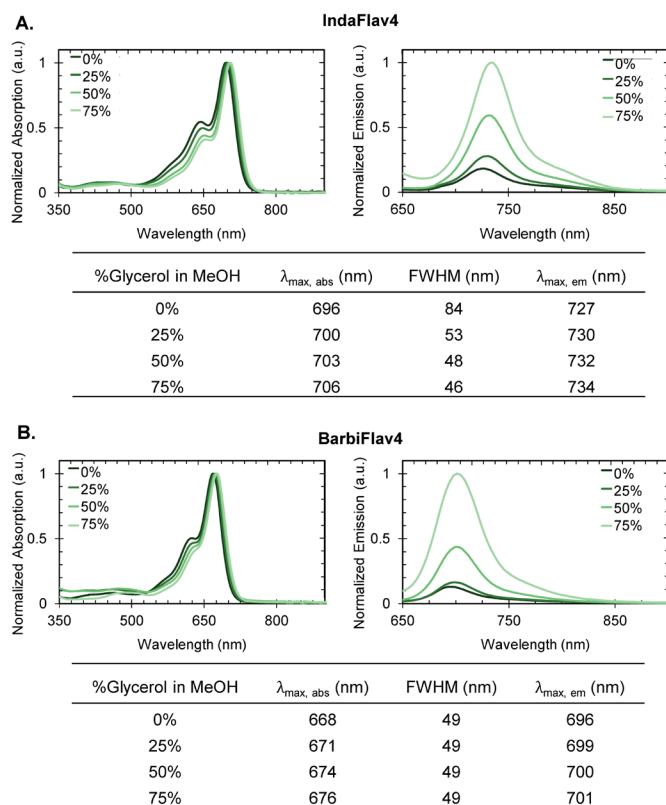 A.
IndaFlav4
Normalized Absorption (a.u.)
1
0.5
0
0%
25%
50%
75%
350 500 650 800
Wavelength (nm)
Normalized Emission (a.u.)
1
0.5
0
0%
25%
50%
75%
650 750 850
Wavelength (nm)
%Glycerol in MeOH λmax, abs (nm) FWHM (nm) λmax, em (nm)
0% 696 84 727
25% 700 53 730
50% 703 48 732
75% 706 46 734
B.
BarbiFlav4
Normalized Absorption (a.u.)
1
0.5
0
0%
25%
50%
75%
350 500 650 800
Wavelength (nm)
Normalized Emission (a.u.)
1
0.5
0
0%
25%
50%
75%
650 750 850
Wavelength (nm)
%Glycerol in MeOH λmax, abs (nm) FWHM (nm) λmax, em (nm)
0% 668 49 696
25% 671 49 699
50% 674 49 700
75% 676 49 701